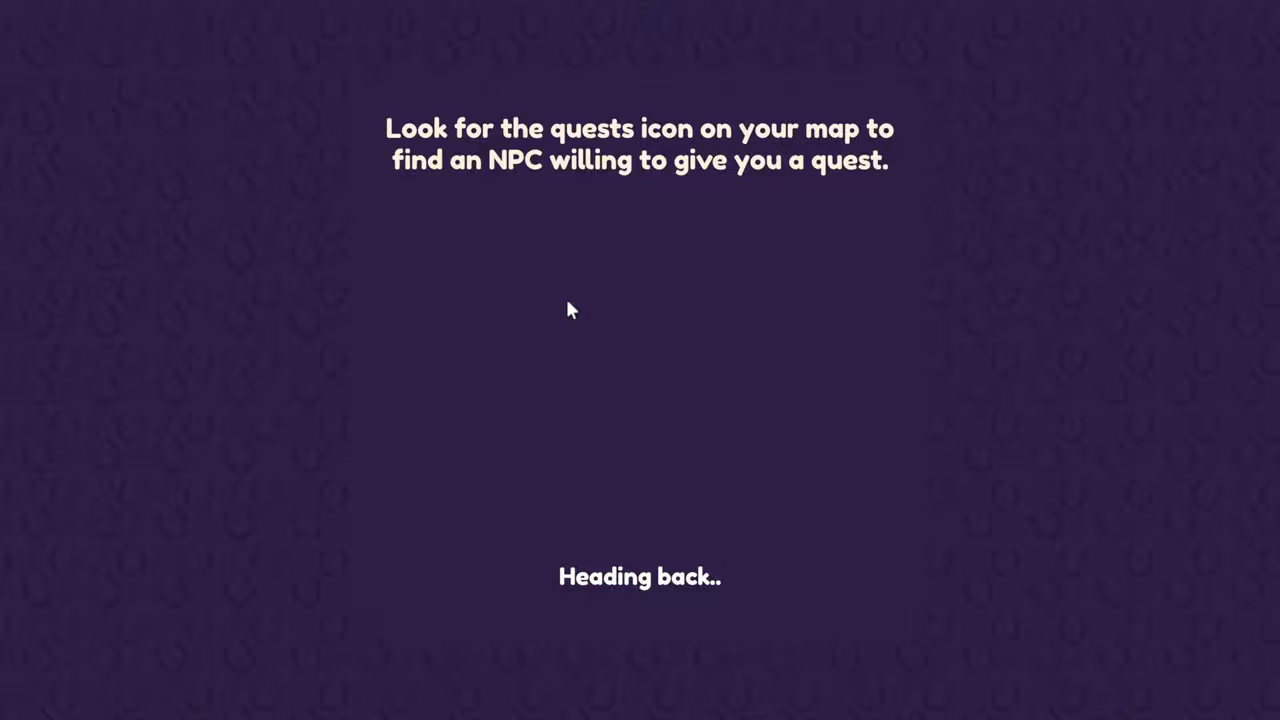 Look for the quests icon on your map to
find an NPC willing to give you a quest.
Heading back..